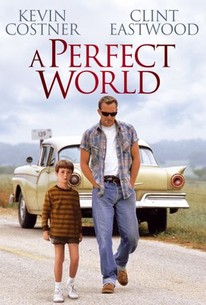 KEVIN COSTNER
CLINT EASTWOOD
A PERFECT WORLD